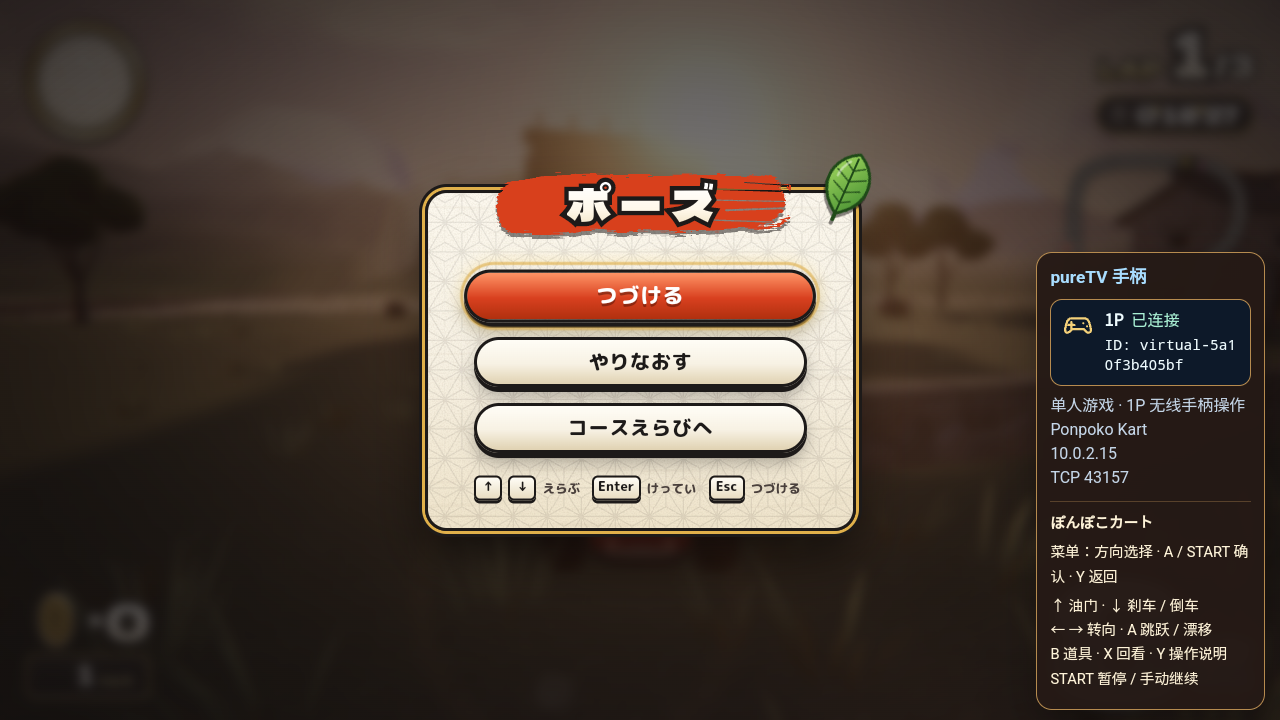 ポーズ
つづける
やりなおす
コースえらびへ
↑ ↓ えらぶ Enter けってい Esc つづける
1
pureTV 手柄
1P 已连接
ID: virtual-5a1
0f3b405bf
单人游戏 · 1P 无线手柄操作
Ponpoko Kart
10.0.2.15
TCP 43157
ぽんぽこカート
菜单：方向选择 · A / START 确
认 · Y 返回
↑ 油门 · ↓ 刹车 / 倒车
← → 转向 · A 跳跃 / 漂移
B 道具 · X 回看 · Y 操作说明
START 暂停 / 手动继续